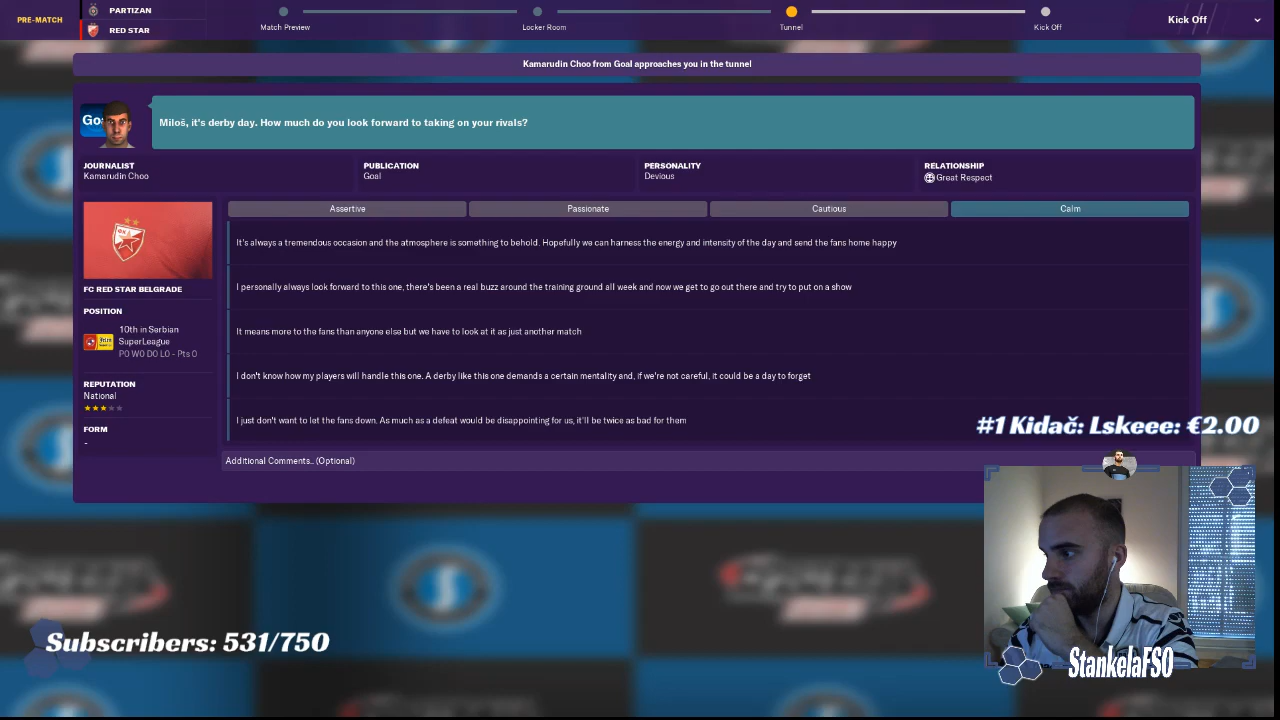 PRE-MATCH
PARTIZAN
RED STAR
Match Preview
Locker Room
Tunnel
Kick Off
Kick Off
Kamarudin Choo from Goal approaches you in the tunnel
Go
Miloš, it's derby day. How much do you look forward to taking on your rivals?
JOURNALIST
Kamarudin Choo
PUBLICATION
Goal
PERSONALITY
Devious
RELATIONSHIP
Great Respect
Assertive
Passionate
Cautious
Calm
It's always a tremendous occasion and the atmosphere is something to behold. Hopefully we can harness the energy and intensity of the day and send the fans home happy
I personally always look forward to this one, there's been a real buzz around the training ground all week and now we get to go out there and try to put on a show
It means more to the fans than anyone else but we have to look at it as just another match
I don't know how my players will handle this one. A derby like this one demands a certain mentality and, if we're not careful, it could be a day to forget
I just don't want to let the fans down. As much as a defeat would be disappointing for us, it'll be twice as bad for them
FC RED STAR BELGRADE
POSITION
10th in Serbian
SuperLeague
P0 W0 D0 L0 - Pts 0
REPUTATION
National
FORM
-
Additional Comments.. (Optional)
#1 Kidač: Lskeee: €2.00
Subscribers: 531/750
StankelaFSO